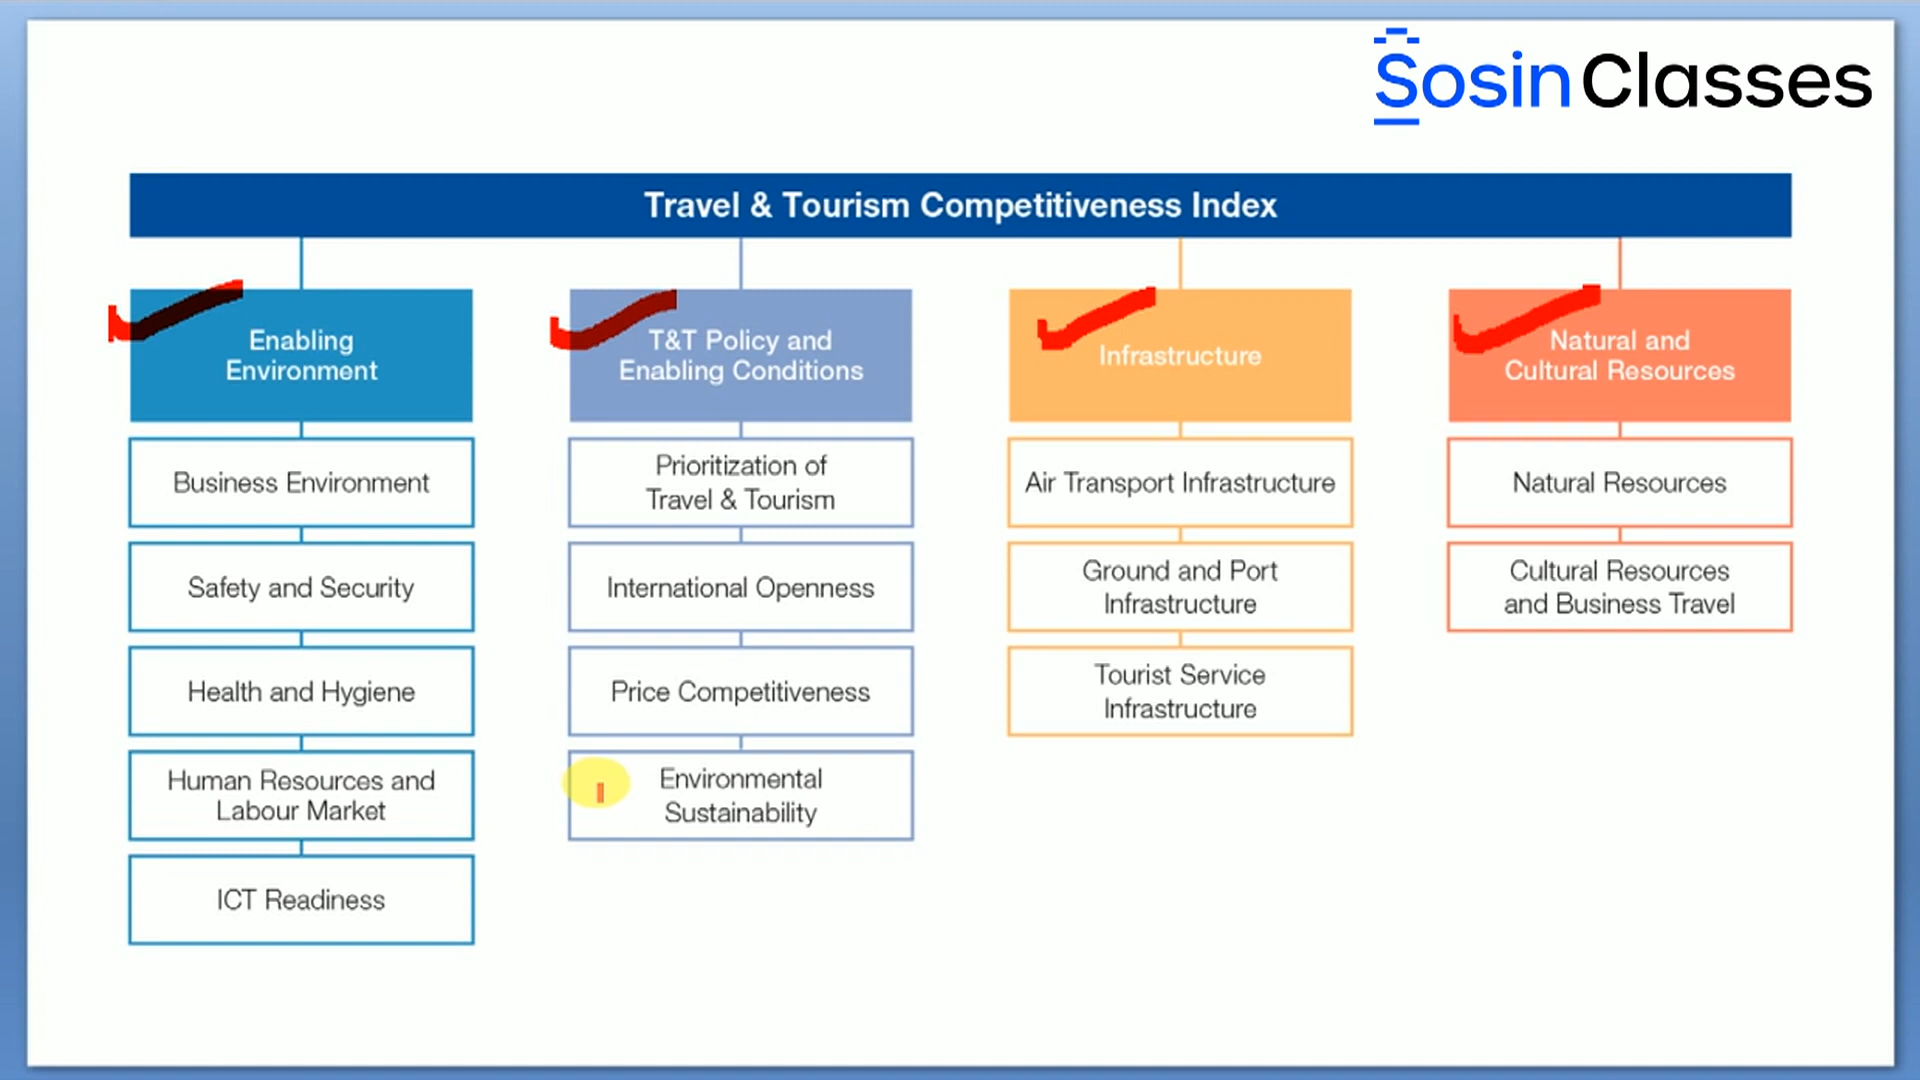 Sosin Classes
Travel & Tourism Competitiveness Index
Enabling
Environment
Business Environment
Safety and Security
Health and Hygiene
Human Resources and
Labour Market
ICT Readiness
T&T Policy and
Enabling Conditions
Prioritization of
Travel & Tourism
International Openness
Price Competitiveness
Environmental
Sustainability
Infrastructure
Air Transport Infrastructure
Ground and Port
Infrastructure
Tourist Service
Infrastructure
Natural and
Cultural Resources
Natural Resources
Cultural Resources
and Business Travel